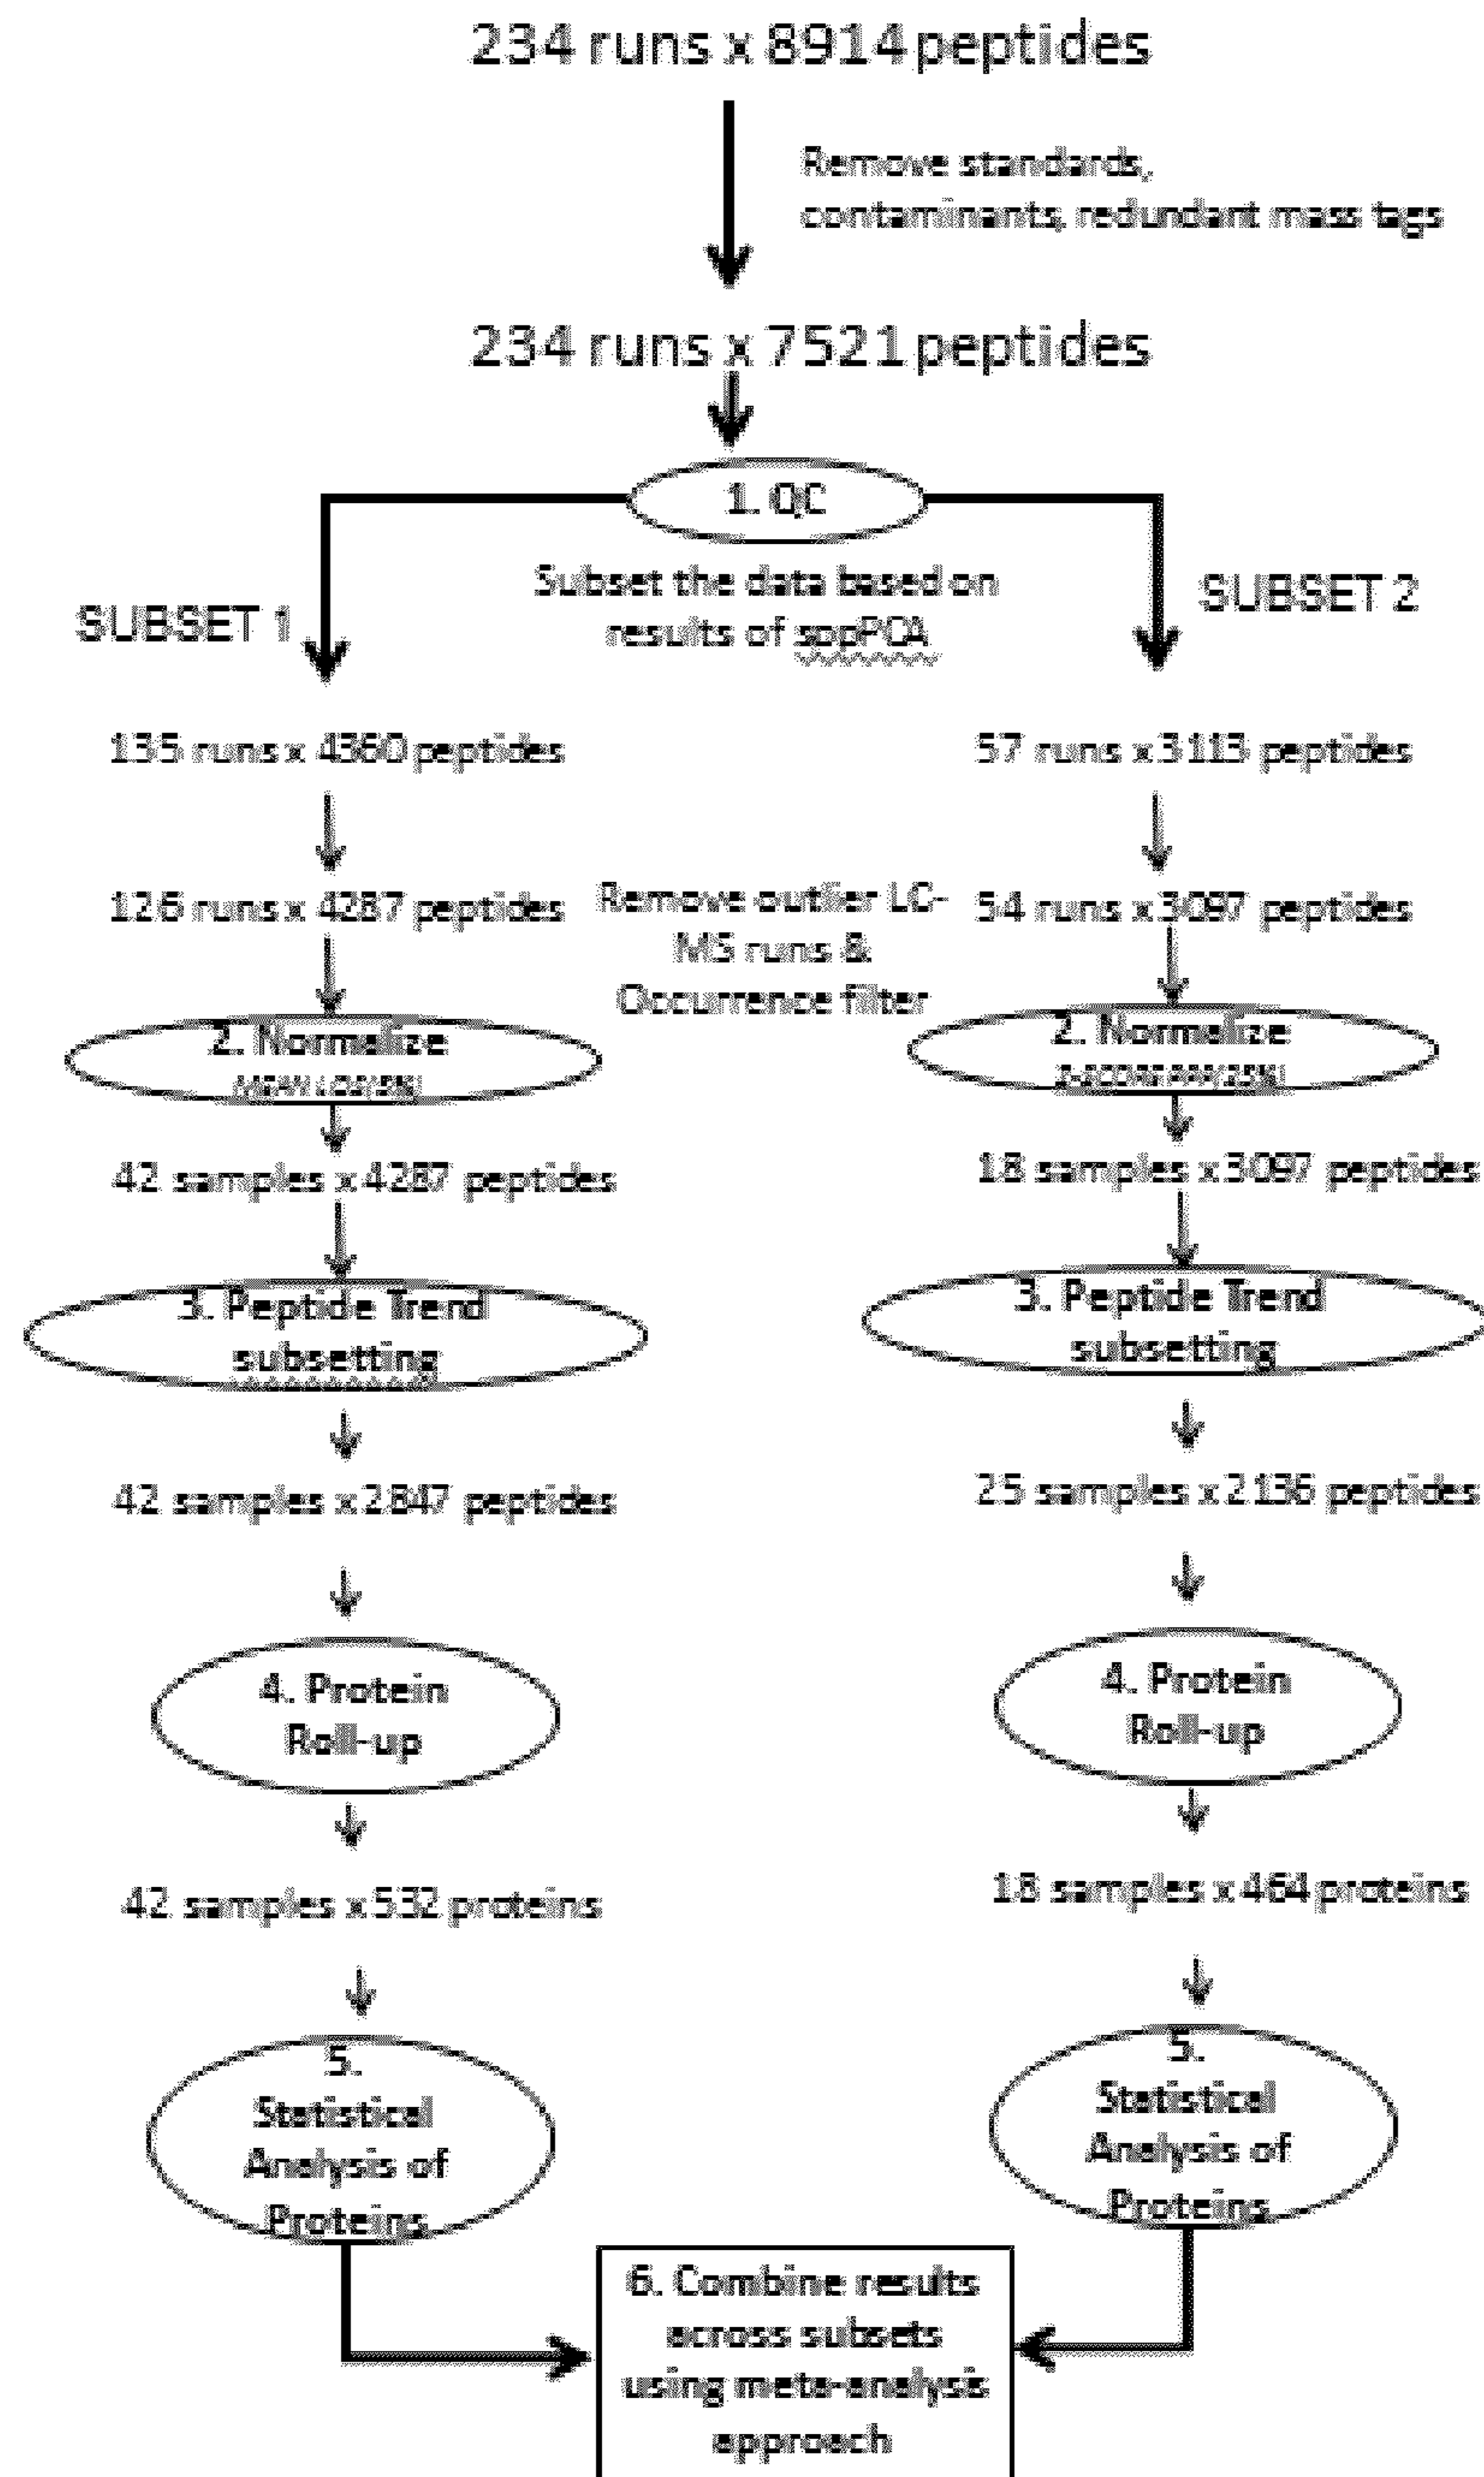 234 runs x 8914 peptides
Remove standards,
contaminants, redundant mass tags
234 runs x 7521 peptides
1. QC
Subset the data based on
results of sppPCA
SUBSET 1
SUBSET 2
135 runs x 4360 peptides
57 runs x 3113 peptides
126 runs x 4287 peptides
Remove outlier LC-
MS runs &
Occurrence filter
54 runs x 3097 peptides
2. Normalize
2. Normalize
42 samples x 4287 peptides
18 samples x 3097 peptides
3. Peptide Trend
subsetting
3. Peptide Trend
subsetting
42 samples x 2847 peptides
25 samples x 2136 peptides
4. Protein
Roll-up
4. Protein
Roll-up
42 samples x 532 proteins
18 samples x 464 proteins
5.
Statistical
Analysis of
Proteins
5.
Statistical
Analysis of
Proteins
6. Combine results
across subsets
using meta-analysis
approach